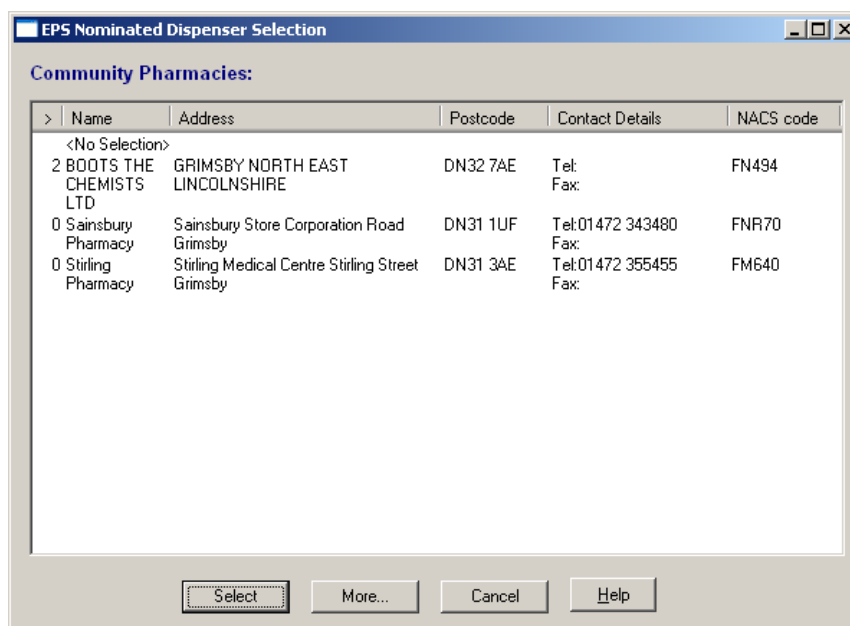 EPS Nominated Dispenser Selection
Community Pharmacies:
> Name Address Postcode Contact Details NACS code
<No Selection>
2 BOOTS THE GRIMSBY NORTH EAST DN32 7AE Tel: FN494
CHEMISTS LINCOLNSHIRE Fax:
LTD
0 Sainsbury Sainsbury Store Corporation Road DN31 1UF Tel:01472 343480 FNR70
Pharmacy Grimsby Fax:
0 Stirling Stirling Medical Centre Stirling Street DN31 3AE Tel:01472 355455 FM640
Pharmacy Grimsby Fax:
Select More... Cancel Help